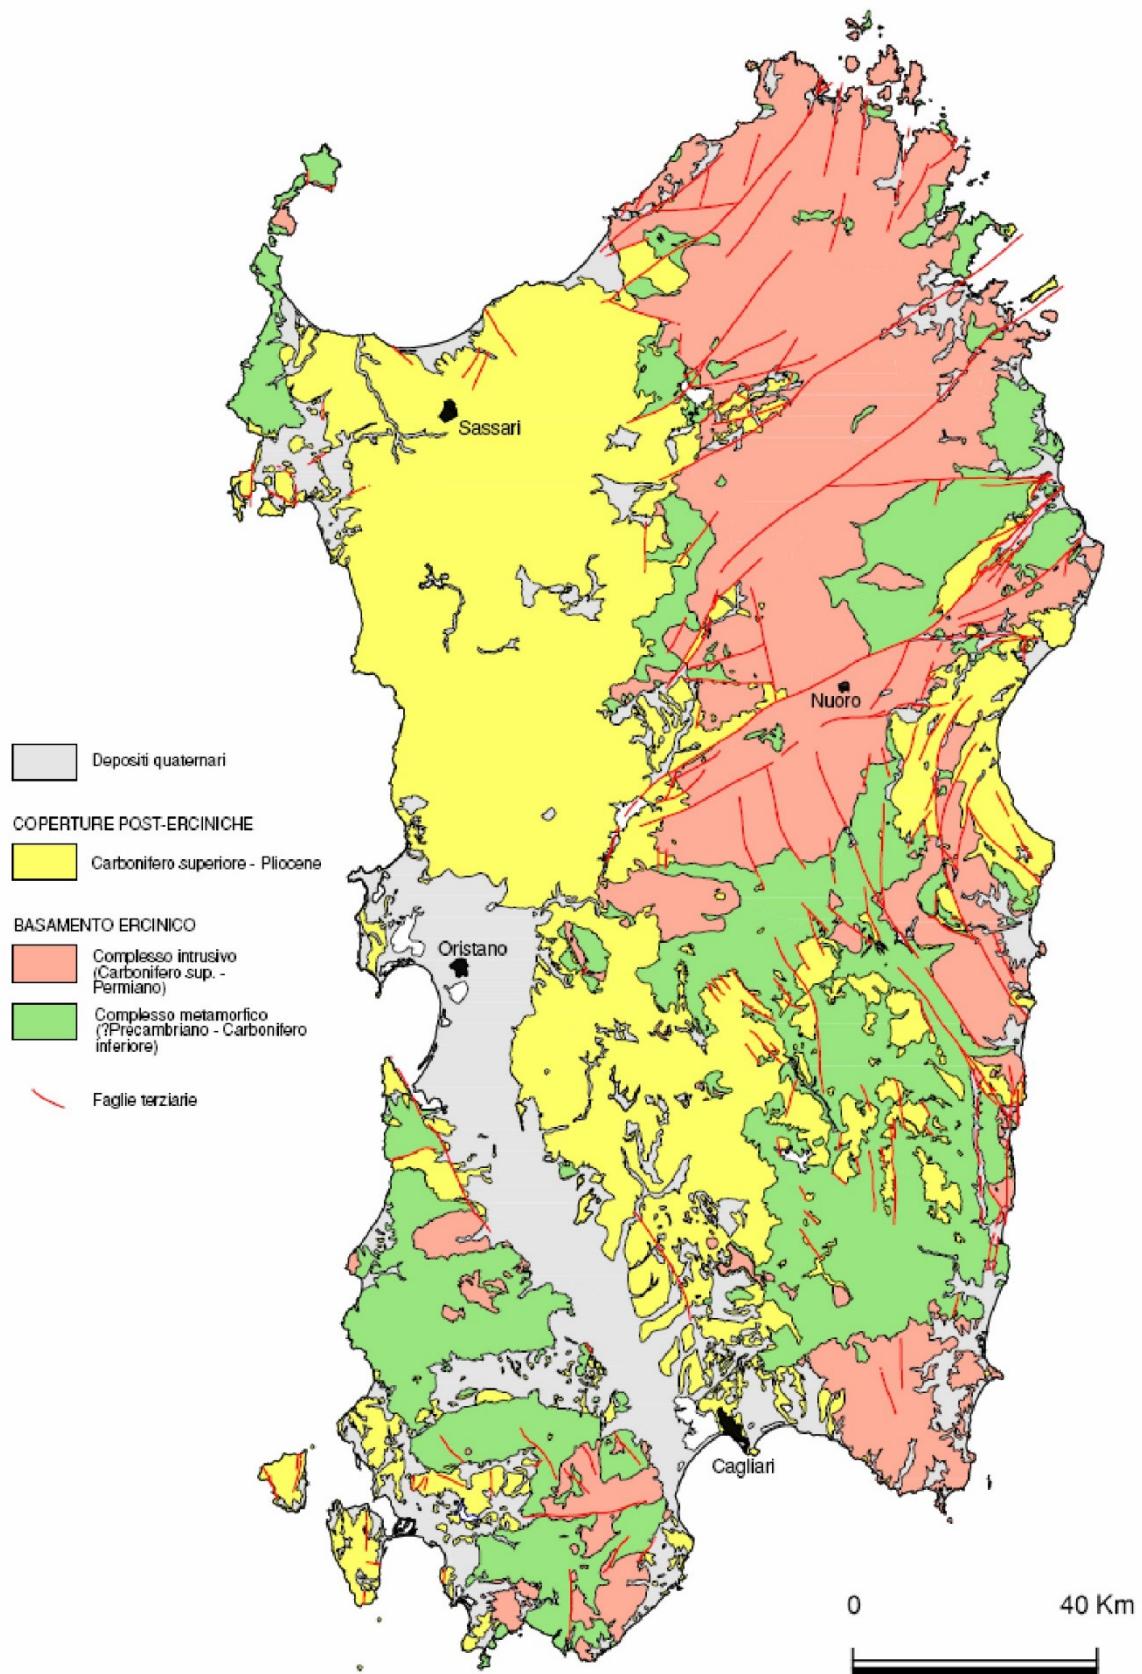 Sassari
Nuoro
Depositi quaternari
COPERTURE POST-ERCINICHE
Carbonifero superiore - Pliocene
BASAMENTO ERCINICO
Complesso intrusivo
(Carbonifero sup. -
Permiano)
Complesso metamorfico
(?Precambriano - Carbonifero
inferiore)
Faglie terziarie
Oristano
Cagliari
0 40 Km